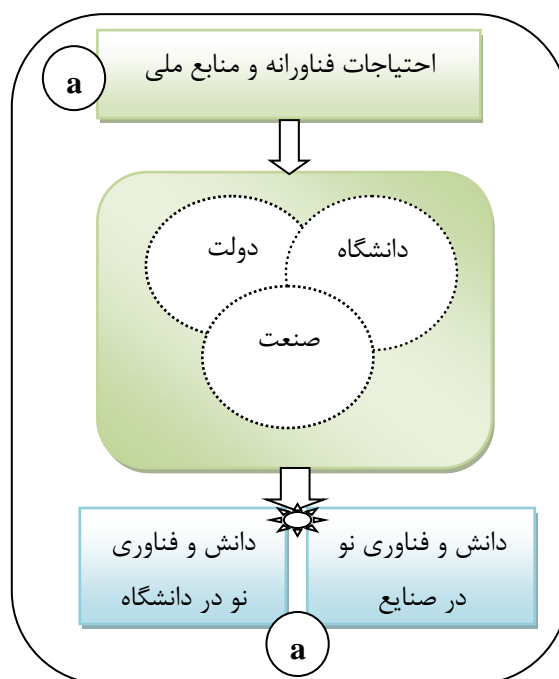 احتیاجات فناورانه و منابع ملی
a
دانشگاه
دولت
صنعت
دانش و فناوری نو
در صنایع
دانش و فناوری
نو در دانشگاه
a